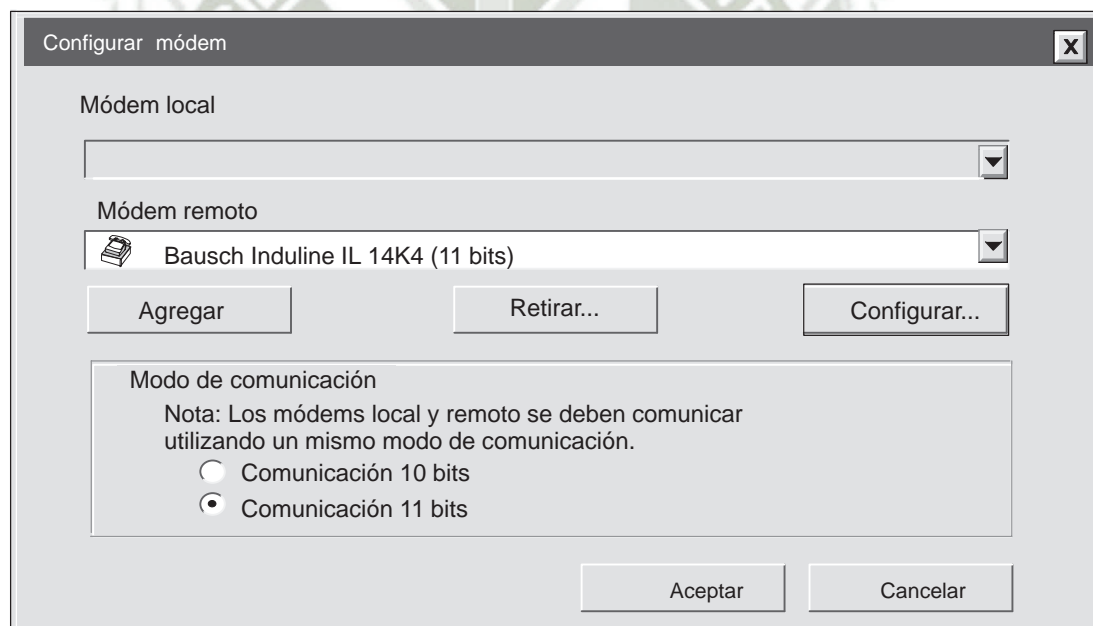 Configurar módem
X
Módem local
Módem remoto
Bausch Induline IL 14K4 (11 bits)
Agregar
Retirar...
Configurar...
Modo de comunicación
Nota: Los módems local y remoto se deben comunicar
utilizando un mismo modo de comunicación.
Comunicación 10 bits
Comunicación 11 bits
Aceptar
Cancelar